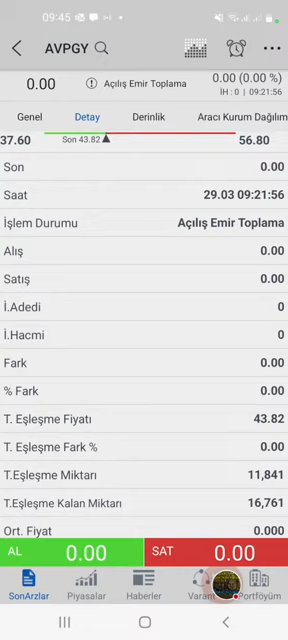 09:45
AVPGY
0.00
Açılış Emir Toplama
0.00 (0.00 %)
İH : 0 | 09:21:56
Genel Detay Derinlik Aracı Kurum Dağılım
37.60 Son 43.82 56.80
Son 0.00
Saat 29.03 09:21:56
İşlem Durumu Açılış Emir Toplama
Alış 0.00
Satış 0.00
İ.Adedi 0
İ.Hacmi 0
Fark 0.00
% Fark 0.00
T. Eşleşme Fiyatı 43.82
T. Eşleşme Fark % 0.00
T.Eşleşme Miktarı 11,841
T.Eşleşme Kalan Miktarı 16,761
Ort. Fiyat 0.000
AL 0.00 SAT 0.00
SonArzlar Piyasalar Haberler Varant Portföyüm